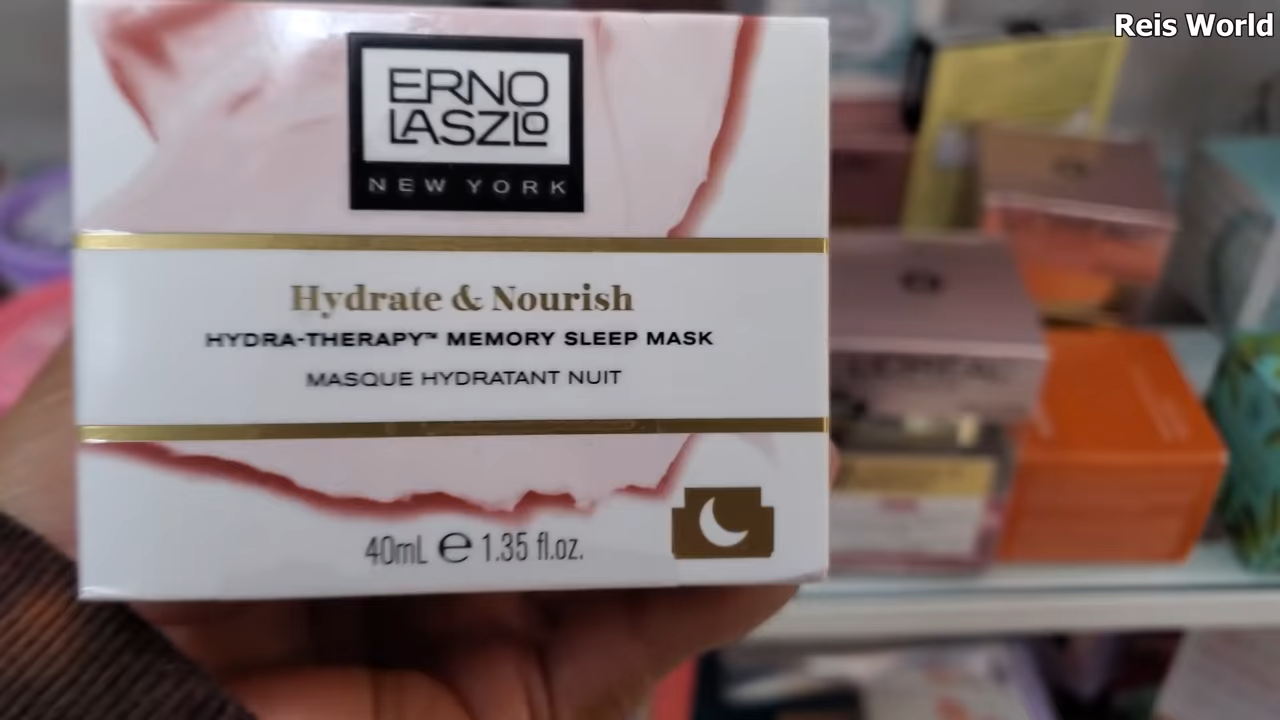 Reis World
ERNO
LASZLO
NEW YORK
Hydrate & Nourish
HYDRA-THERAPY™ MEMORY SLEEP MASK
MASQUE HYDRATANT NUIT
40mL ℮ 1.35 fl.oz.